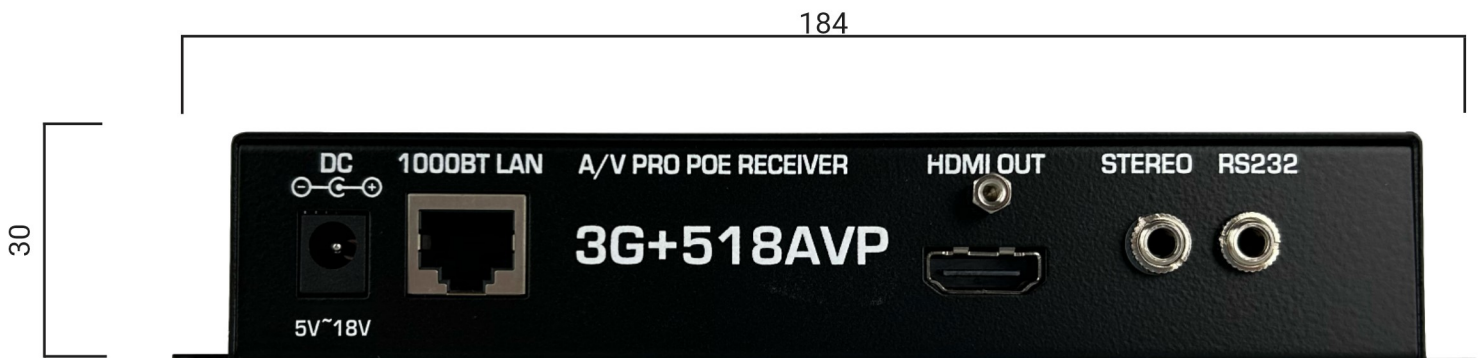 184
30
DC 1000BT LAN A/V PRO POE RECEIVER HDMI OUT STEREO RS232
3G+518AVP
5V~18V